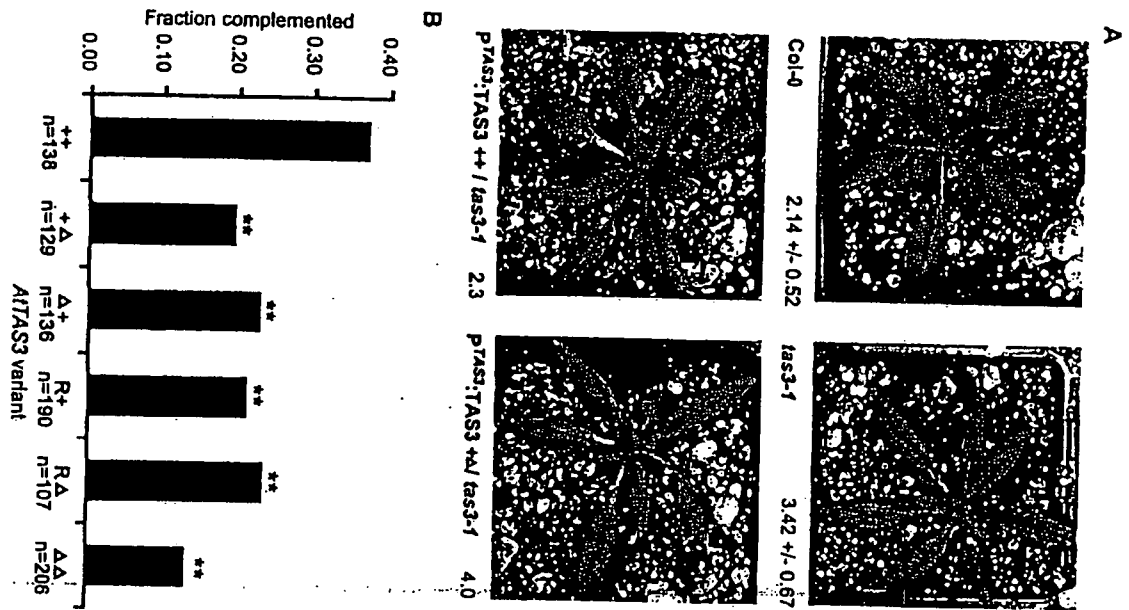 A
Col-0 2.14 +/- 0.52
tas3-1 3.42 +/- 0.67
PTAS3:TAS3 ++ / tas3-1 2.3
PTAS3:TAS3 +Δ/ tas3-1 4.0
B
Fraction complemented
0.40
0.30
0.20
0.10
0.00
** ** ** ** **
++ +Δ Δ+ R+ RΔ ΔΔ
n=138 n=129 n=136 n=190 n=107 n=206
AtTAS3 variant